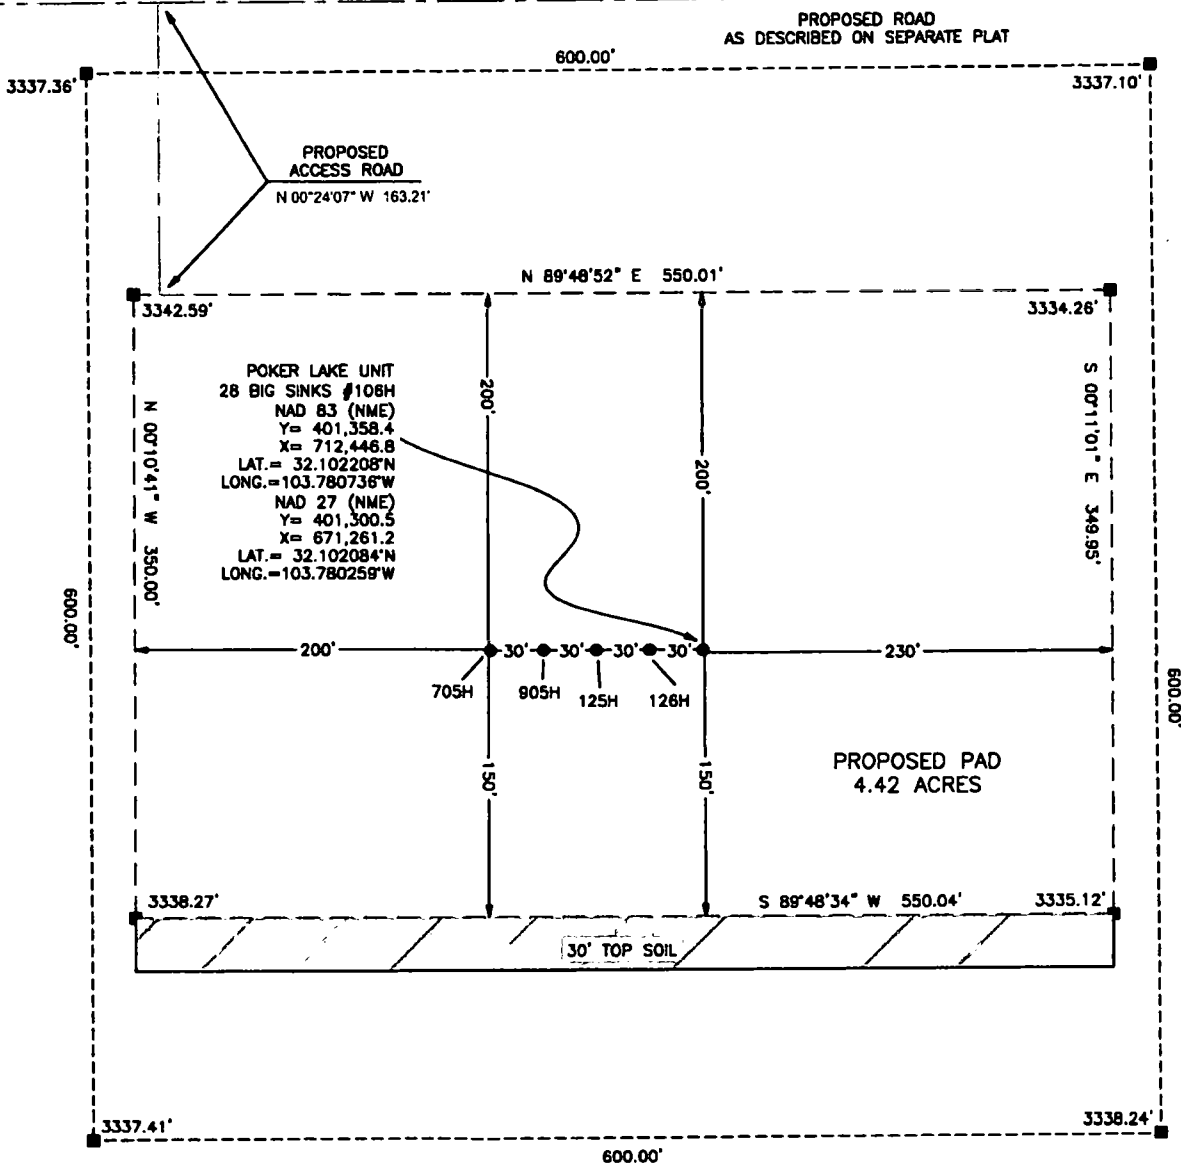 PROPOSED ROAD
AS DESCRIBED ON SEPARATE PLAT
600.00'
3337.36'
3337.10'
PROPOSED
ACCESS ROAD
N 00°24'07" W 163.21'
N 89°48'52" E 550.01'
3342.59'
3334.26'
POKER LAKE UNIT
28 BIG SINKS #106H
NAD 83 (NME)
Y= 401,358.4
X= 712,446.8
LAT.= 32.102208°N
LONG.=103.780736°W
NAD 27 (NME)
Y= 401,300.5
X= 671,261.2
LAT.= 32.102084°N
LONG.=103.780259°W
N 00°10'41" W 350.00'
200'
200'
S 00°11'01" E 349.95'
600.00'
200'
30'
30'
30'
30'
230'
705H
905H
125H
126H
600.00'
150'
150'
PROPOSED PAD
4.42 ACRES
3338.27'
S 89°48'34" W 550.04'
3335.12'
30' TOP SOIL
3337.41'
3338.24'
600.00'